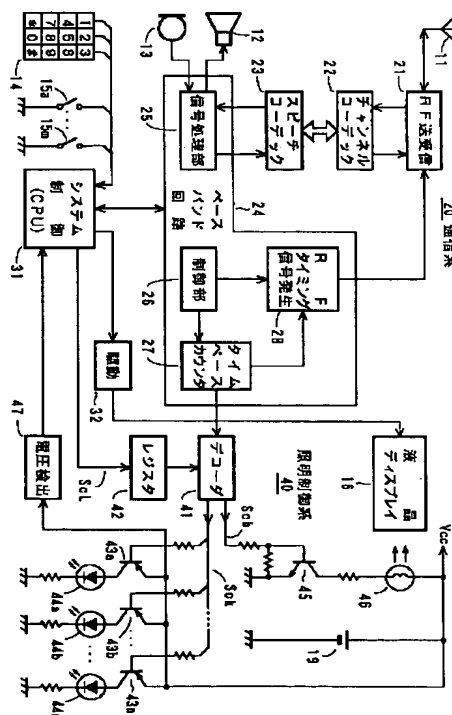 11
20 通信系
RF送受信
21
チャンネル
コーデック
22
スピーチ
コーデック
23
信号処理部
25
12
13
24
ベース
バンド
回路
制御部
26
タイム
ベース
カウンタ
27
RF
タイミング
信号発生
28
1 2 3
4 5 6
7 8 9
* 0 #
14
15a
15m
システム
制御
(CPU)
31
駆動
32
液晶
ディスプレイ
16
照明制御系
40
デコーダ
41
レジスタ
42
ScL
電圧検出
47
Sch
Sck
45
46
Vcc
19
43a
43b
43n
44a
44b